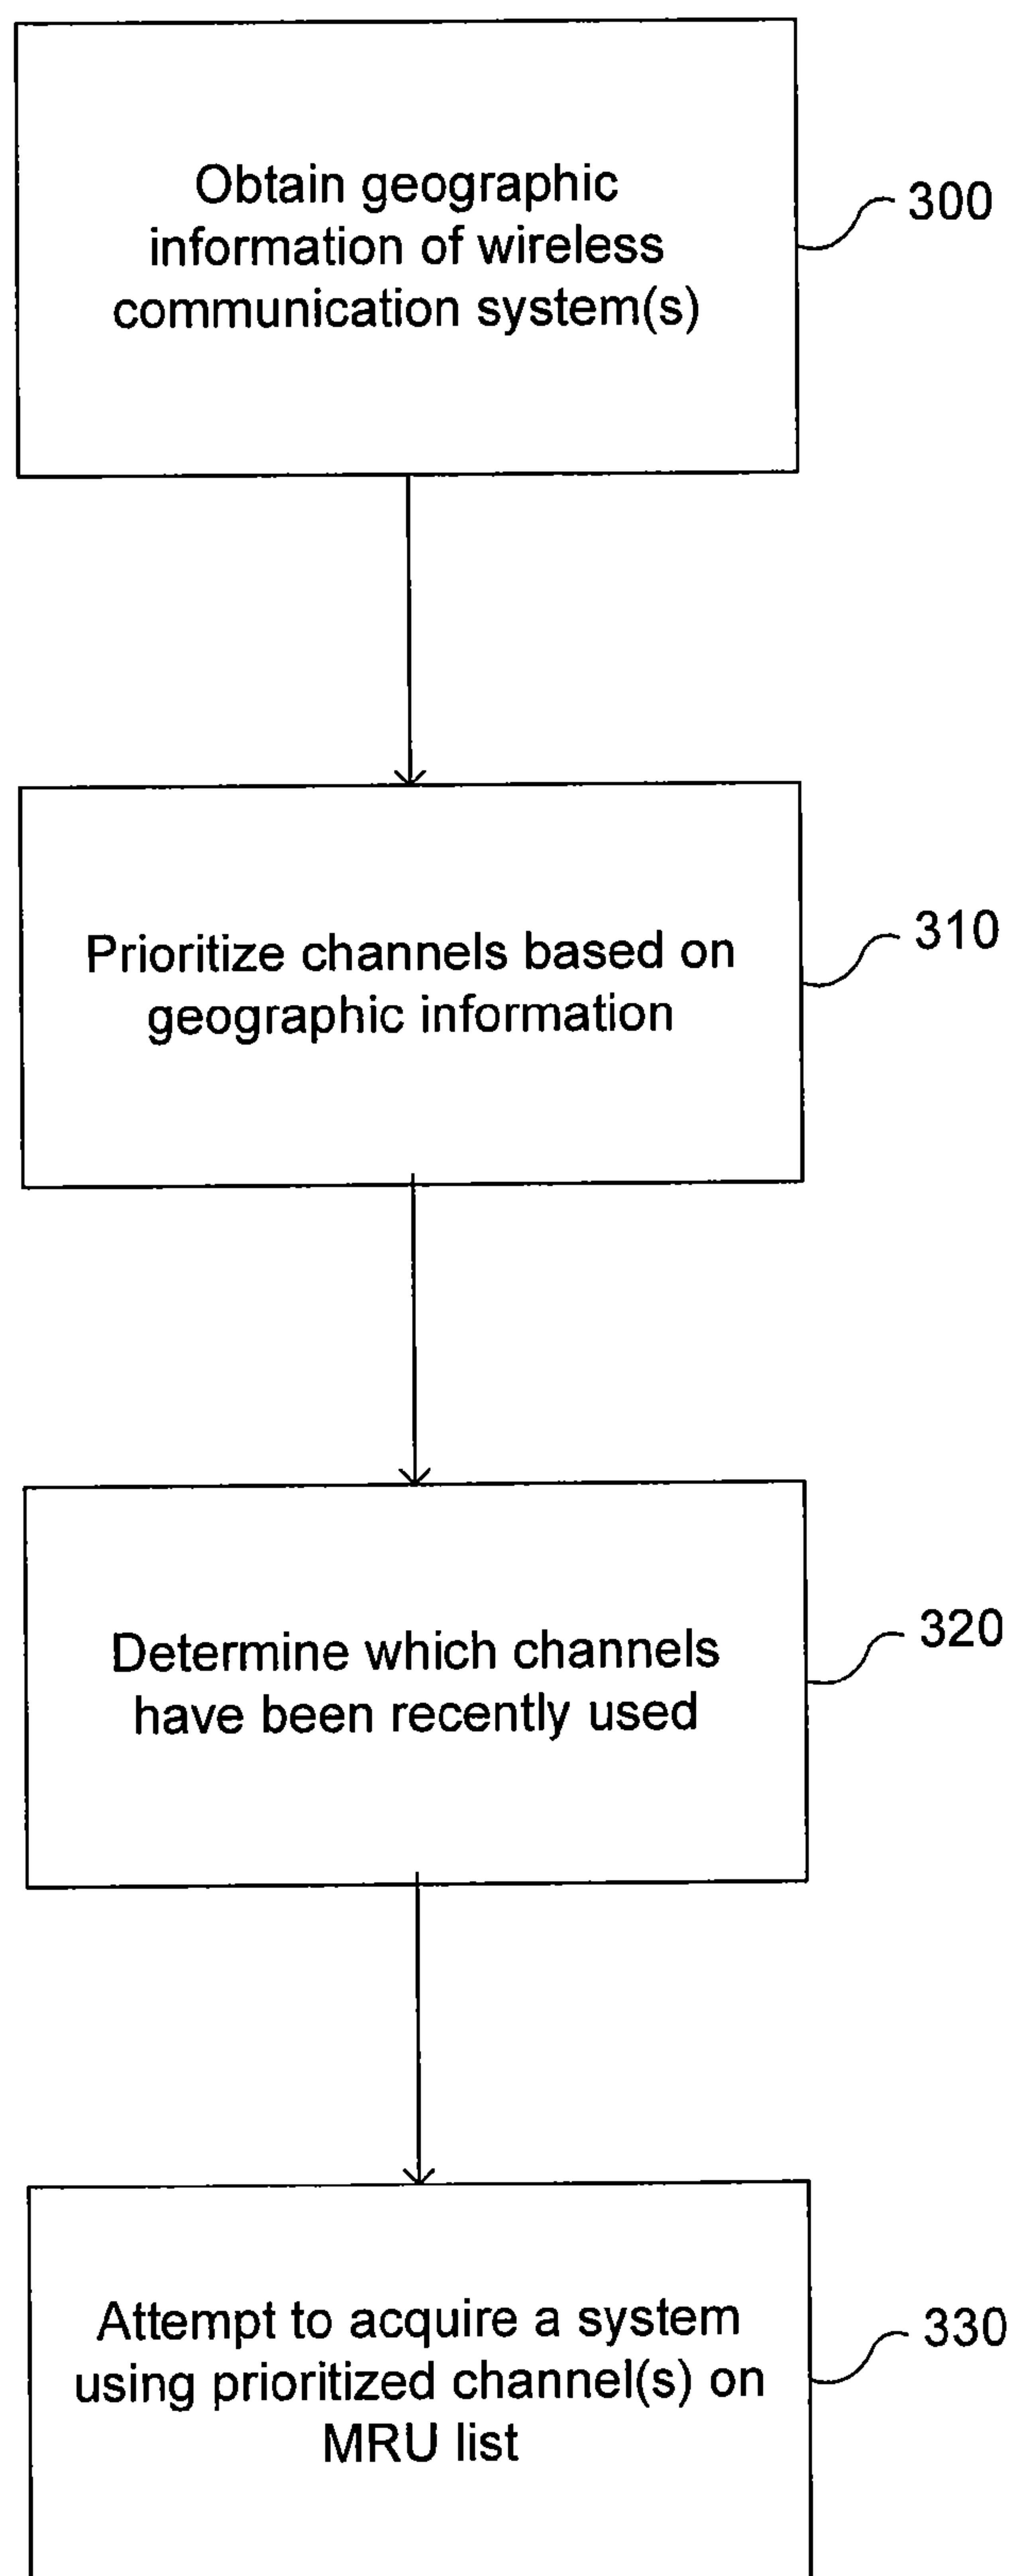 Obtain geographic
information of wireless
communication system(s)
300
Prioritize channels based on
geographic information
310
Determine which channels
have been recently used
320
Attempt to acquire a system
using prioritized channel(s) on
MRU list
330